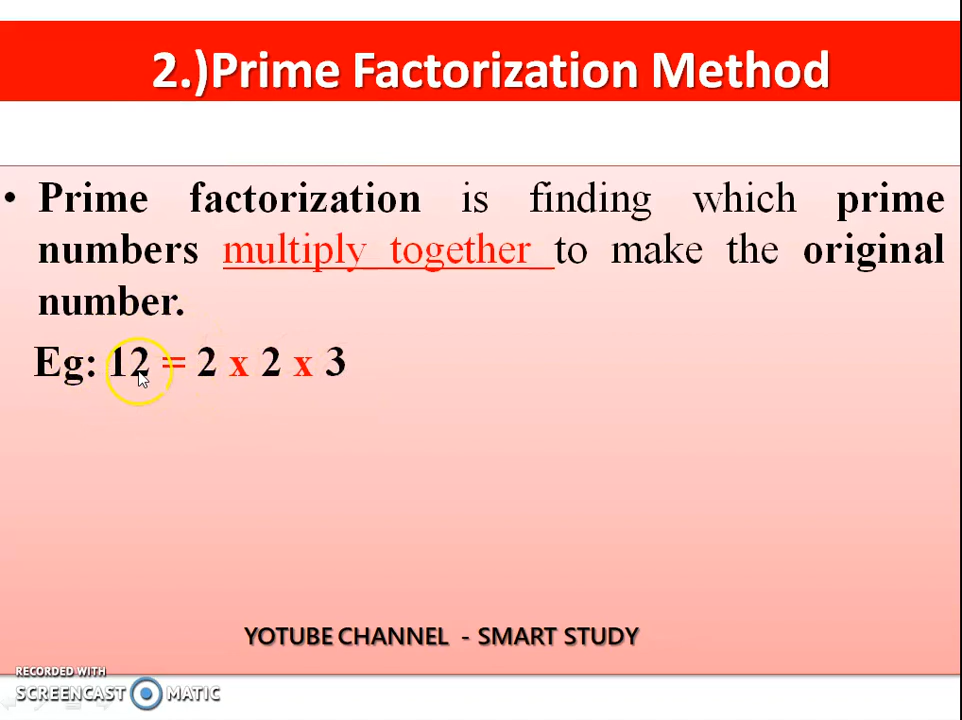 2.)Prime Factorization Method
• Prime factorization is finding which prime
numbers multiply together to make the original
number.
Eg: 12 = 2 x 2 x 3
YOTUBE CHANNEL - SMART STUDY
RECORDED WITH
SCREENCAST MATIC